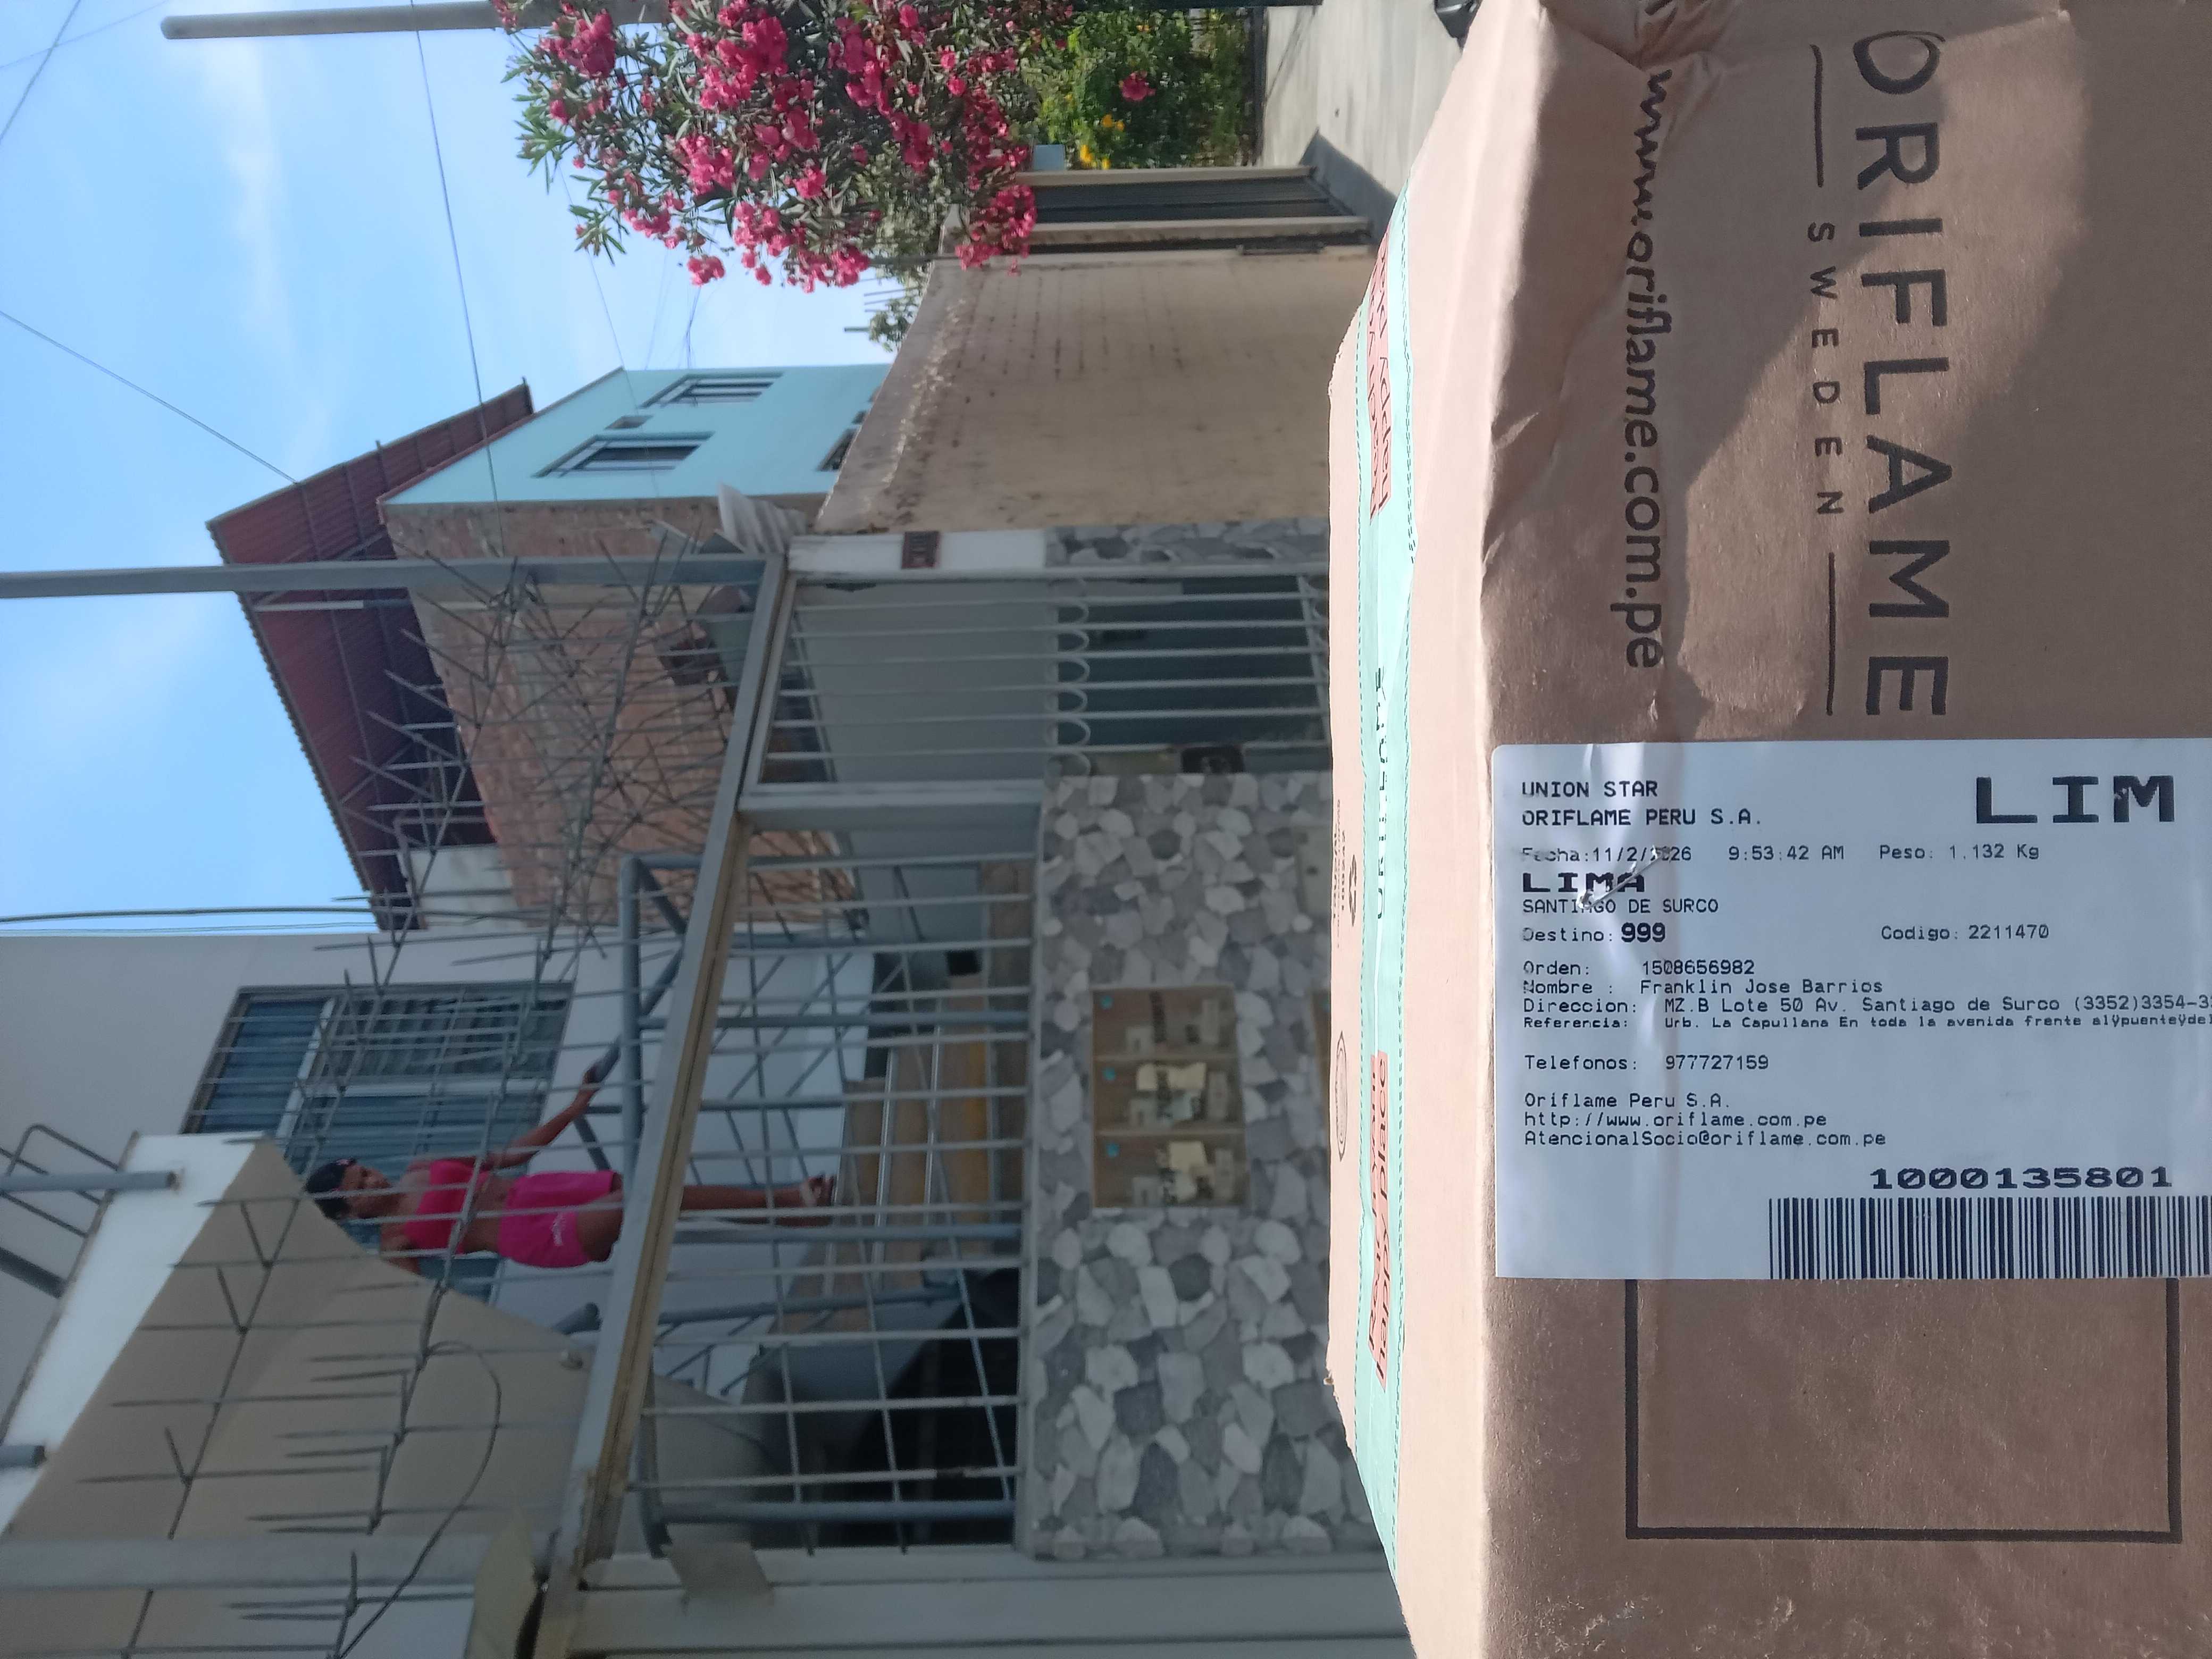 ORIFLAME
SWEDEN
www.oriflame.com.pe
UNION STAR
LIM
ORIFLAME PERU S.A.
Fecha:11/2/2026 9:53:42 AM Peso: 1.132 Kg
LIMA
SANTIAGO DE SURCO
Destino: 999 Codigo: 2211470
Orden: 1508656982
Nombre : Franklin Jose Barrios
Direccion: MZ.B Lote 50 Av. Santiago de Surco (3352)3354-3
Referencia: Urb. La Capullana En toda la avenida frente alÿpuenteÿdel
Telefonos: 977727159
Oriflame Peru S.A.
http://www.oriflame.com.pe
AtencionalSocio@oriflame.com.pe
1000135801